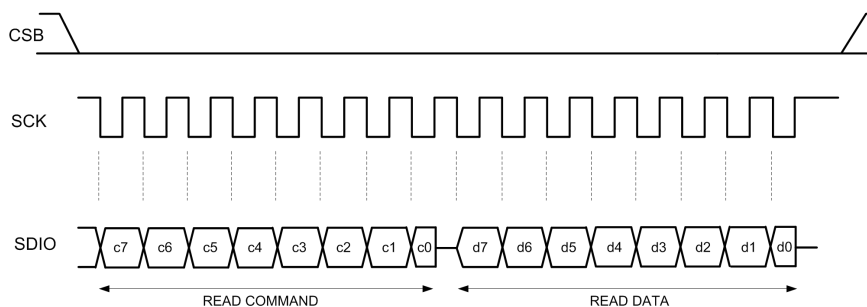 CSB
SCK
SDIO
c7 c6 c5 c4 c3 c2 c1 c0 d7 d6 d5 d4 d3 d2 d1 d0
READ COMMAND READ DATA